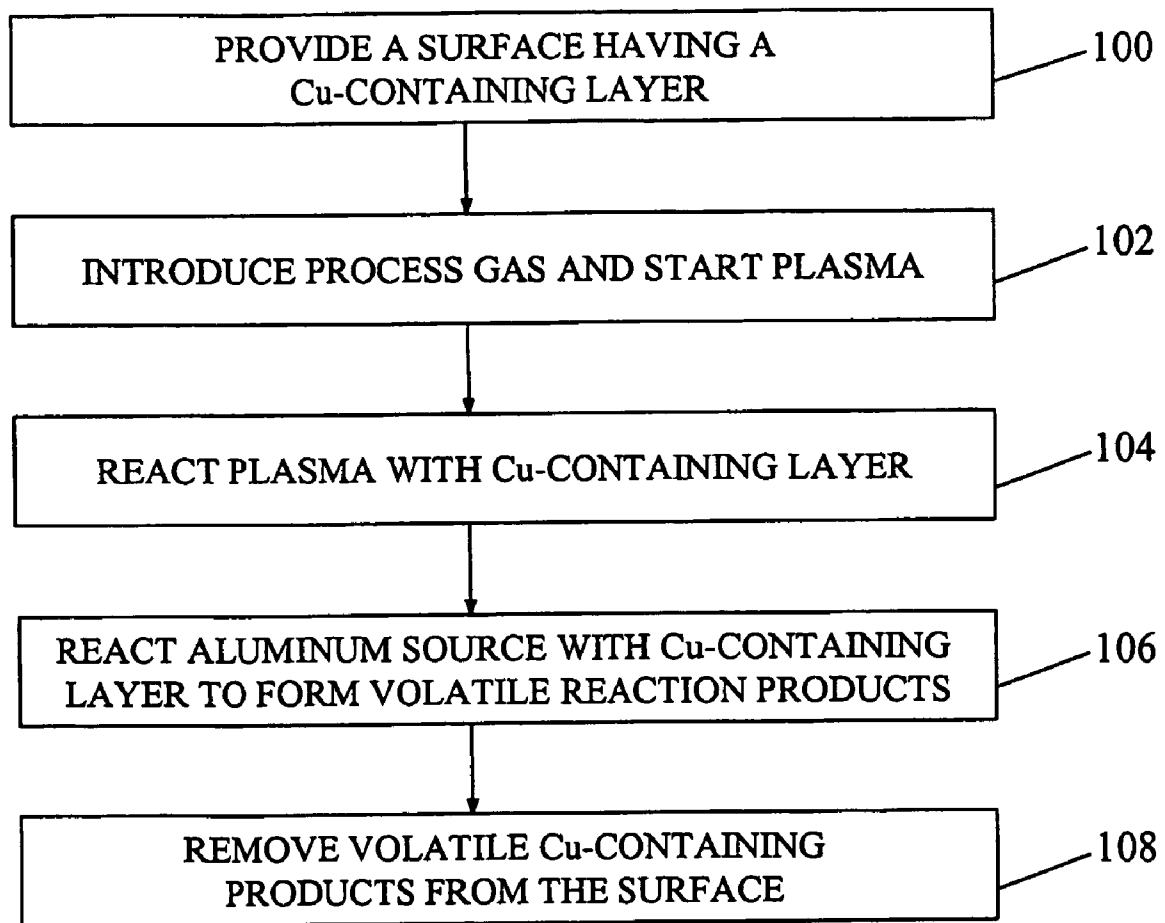 PROVIDE A SURFACE HAVING A
Cu-CONTAINING LAYER
100
INTRODUCE PROCESS GAS AND START PLASMA
102
REACT PLASMA WITH Cu-CONTAINING LAYER
104
REACT ALUMINUM SOURCE WITH Cu-CONTAINING
LAYER TO FORM VOLATILE REACTION PRODUCTS
106
REMOVE VOLATILE Cu-CONTAINING
PRODUCTS FROM THE SURFACE
108